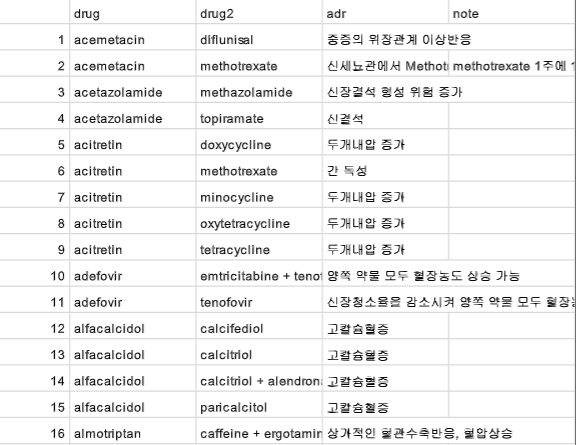 drug drug2 adr note
1 acemetacin diflunisal 중증의 위장관계 이상반응
2 acemetacin methotrexate 신세뇨관에서 Methot methotrexate 1주에 1
3 acetazolamide methazolamide 신장결석 형성 위험 증가
4 acetazolamide topiramate 신결석
5 acitretin doxycycline 두개내압 증가
6 acitretin methotrexate 간 독성
7 acitretin minocycline 두개내압 증가
8 acitretin oxytetracycline 두개내압 증가
9 acitretin tetracycline 두개내압 증가
10 adefovir emtricitabine + tenof 양쪽 약물 모두 혈장농도 상승 가능
11 adefovir tenofovir 신장청소율을 감소시켜 양쪽 약물 모두 혈장
12 alfacalcidol calcifediol 고칼슘혈증
13 alfacalcidol calcitriol 고칼슘혈증
14 alfacalcidol calcitriol + alendron 고칼슘혈증
15 alfacalcidol paricalcitol 고칼슘혈증
16 almotriptan caffeine + ergotamin 상가적인 혈관수축반응, 혈압상승